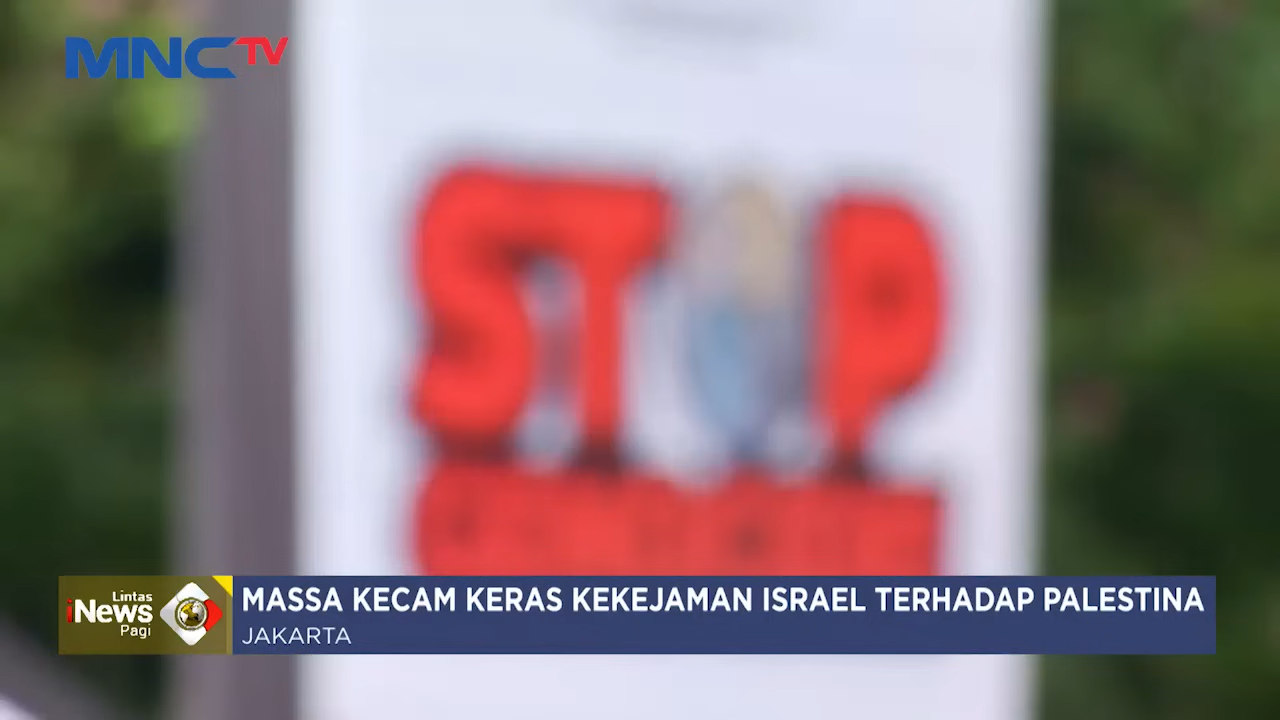 MNCTV
STOP
Lintas
iNews
Pagi
MASSA KECAM KERAS KEKEJAMAN ISRAEL TERHADAP PALESTINA
JAKARTA